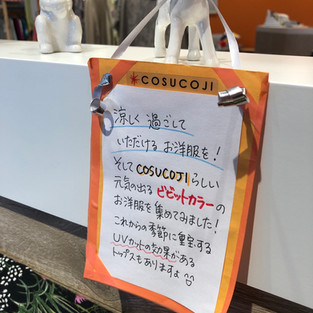 COSUCOJI
涼しく過ごして
いただけるお洋服を!
そしてCOSUCOJIらしい
元気の出るビビットカラーの
お洋服を集めてみました!
これからの季節に重宝する
UVカットの効果がある
トップスもありますよ